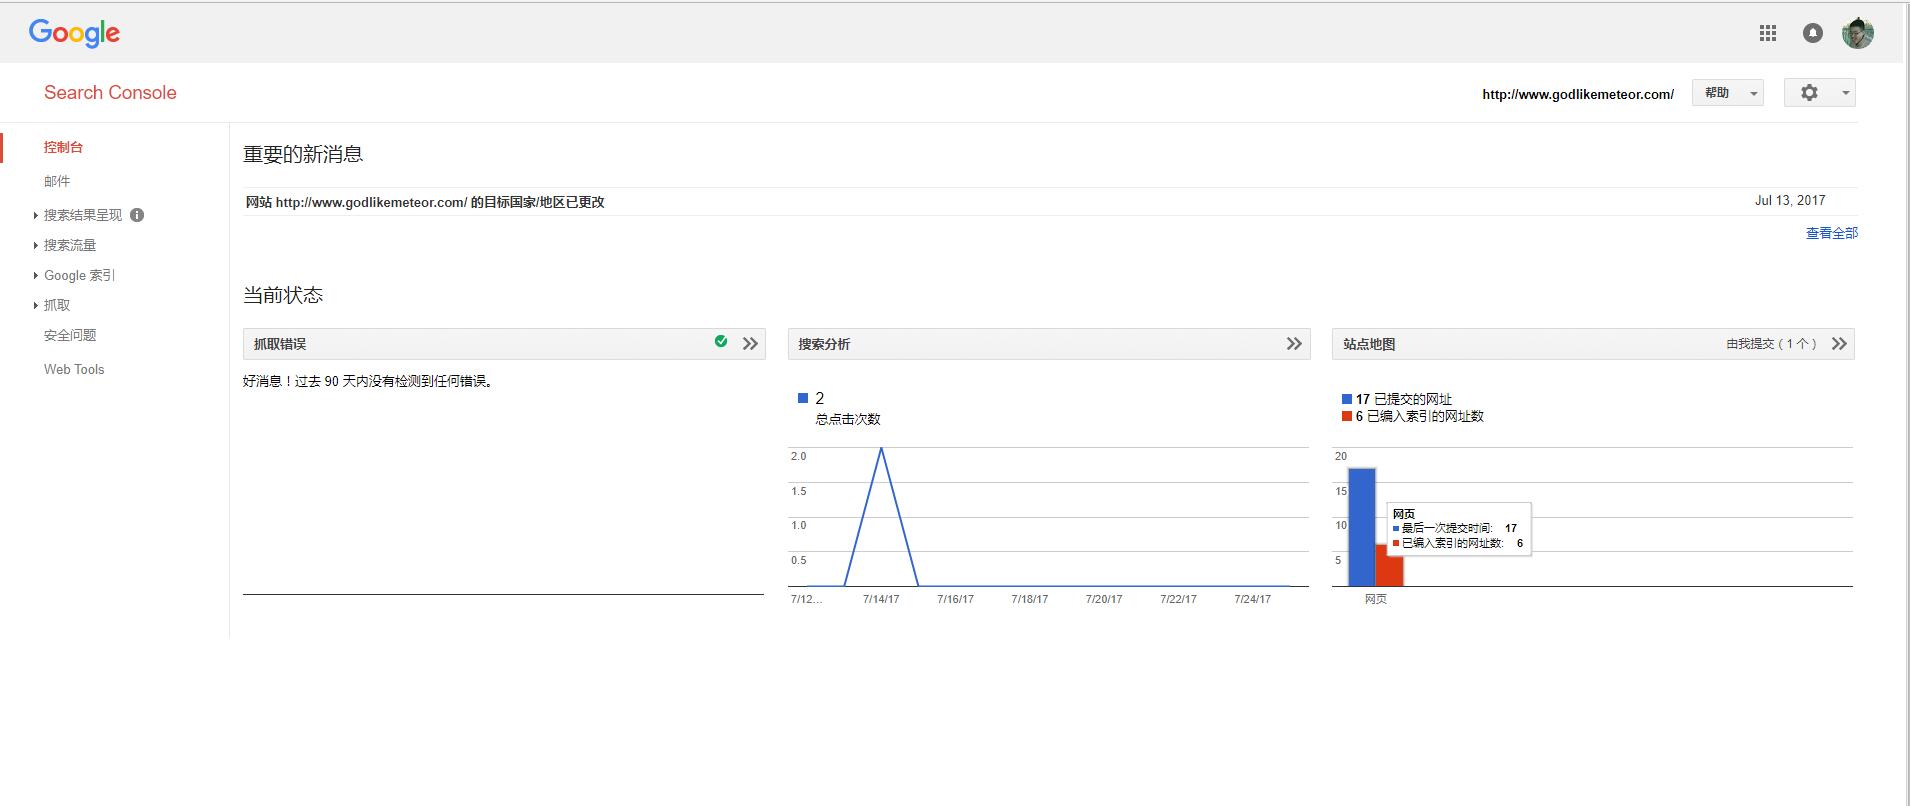 Google
Search Console
http://www.godlikemeteor.com/
帮助
控制台
邮件
搜索结果呈现
搜索流量
Google 索引
抓取
安全问题
Web Tools
重要的新消息
网站 http://www.godlikemeteor.com/ 的目标国家/地区已更改
Jul 13, 2017
查看全部
当前状态
抓取错误
好消息！过去 90 天内没有检测到任何错误。
搜索分析
2
总点击次数
2.0
1.5
1.0
0.5
7/12...
7/14/17
7/16/17
7/18/17
7/20/17
7/22/17
7/24/17
站点地图
由我提交（1 个）
17 已提交的网址
6 已编入索引的网址数
20
15
10
5
网页
最后一次提交时间: 17
已编入索引的网址数: 6
网页